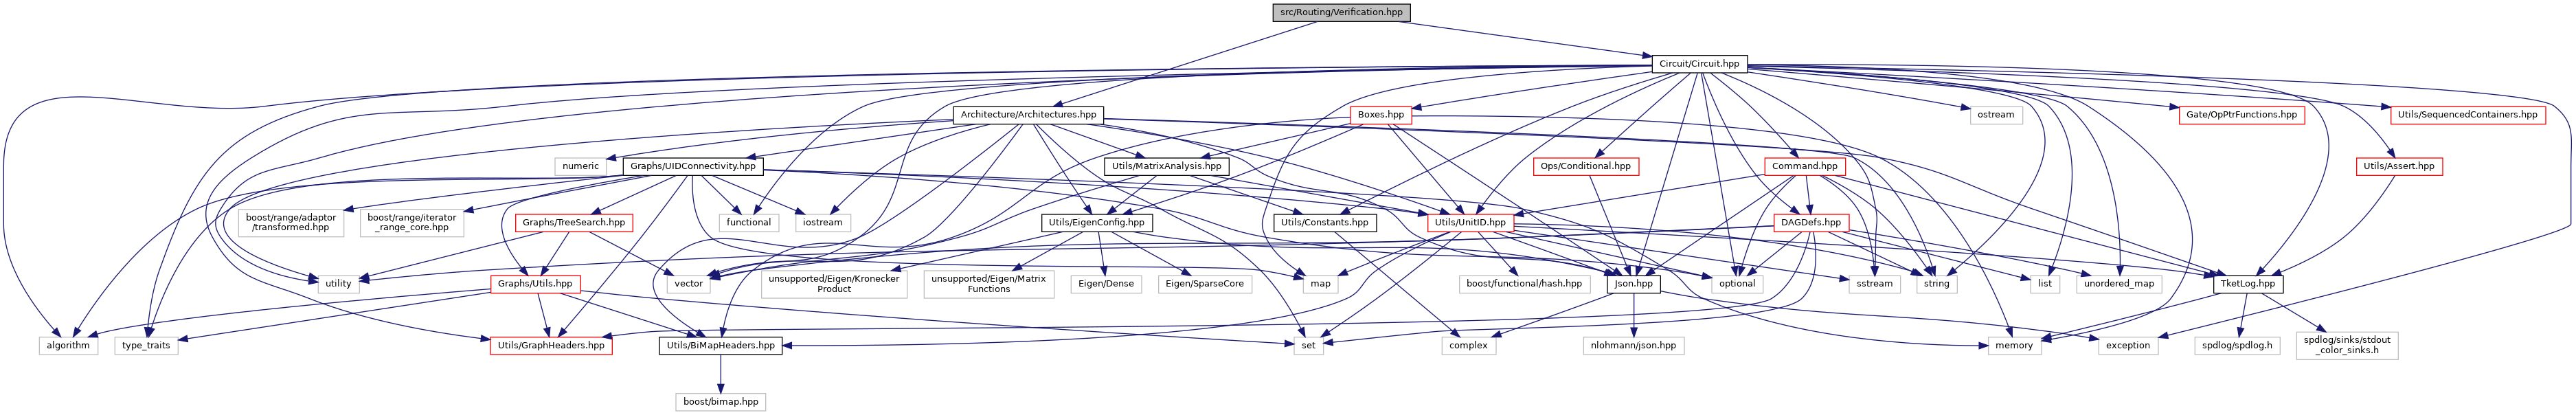 src/Routing/Verification.hpp
Circuit/Circuit.hpp
Architecture/Architectures.hpp
Boxes.hpp
ostream
Gate/OpPtrFunctions.hpp
Utils/SequencedContainers.hpp
numeric
Graphs/UIDConnectivity.hpp
Utils/MatrixAnalysis.hpp
Ops/Conditional.hpp
Command.hpp
Utils/Assert.hpp
boost/range/adaptor
/transformed.hpp
boost/range/iterator
_range_core.hpp
Graphs/TreeSearch.hpp
functional
iostream
Utils/EigenConfig.hpp
Utils/Constants.hpp
Utils/UnitID.hpp
DAGDefs.hpp
utility
Graphs/Utils.hpp
vector
unsupported/Eigen/Kronecker
Product
unsupported/Eigen/Matrix
Functions
Eigen/Dense
Eigen/SparseCore
map
boost/functional/hash.hpp
Json.hpp
optional
sstream
string
list
unordered_map
TketLog.hpp
algorithm
type_traits
Utils/GraphHeaders.hpp
Utils/BiMapHeaders.hpp
set
complex
nlohmann/json.hpp
memory
exception
spdlog/spdlog.h
spdlog/sinks/stdout
_color_sinks.h
boost/bimap.hpp